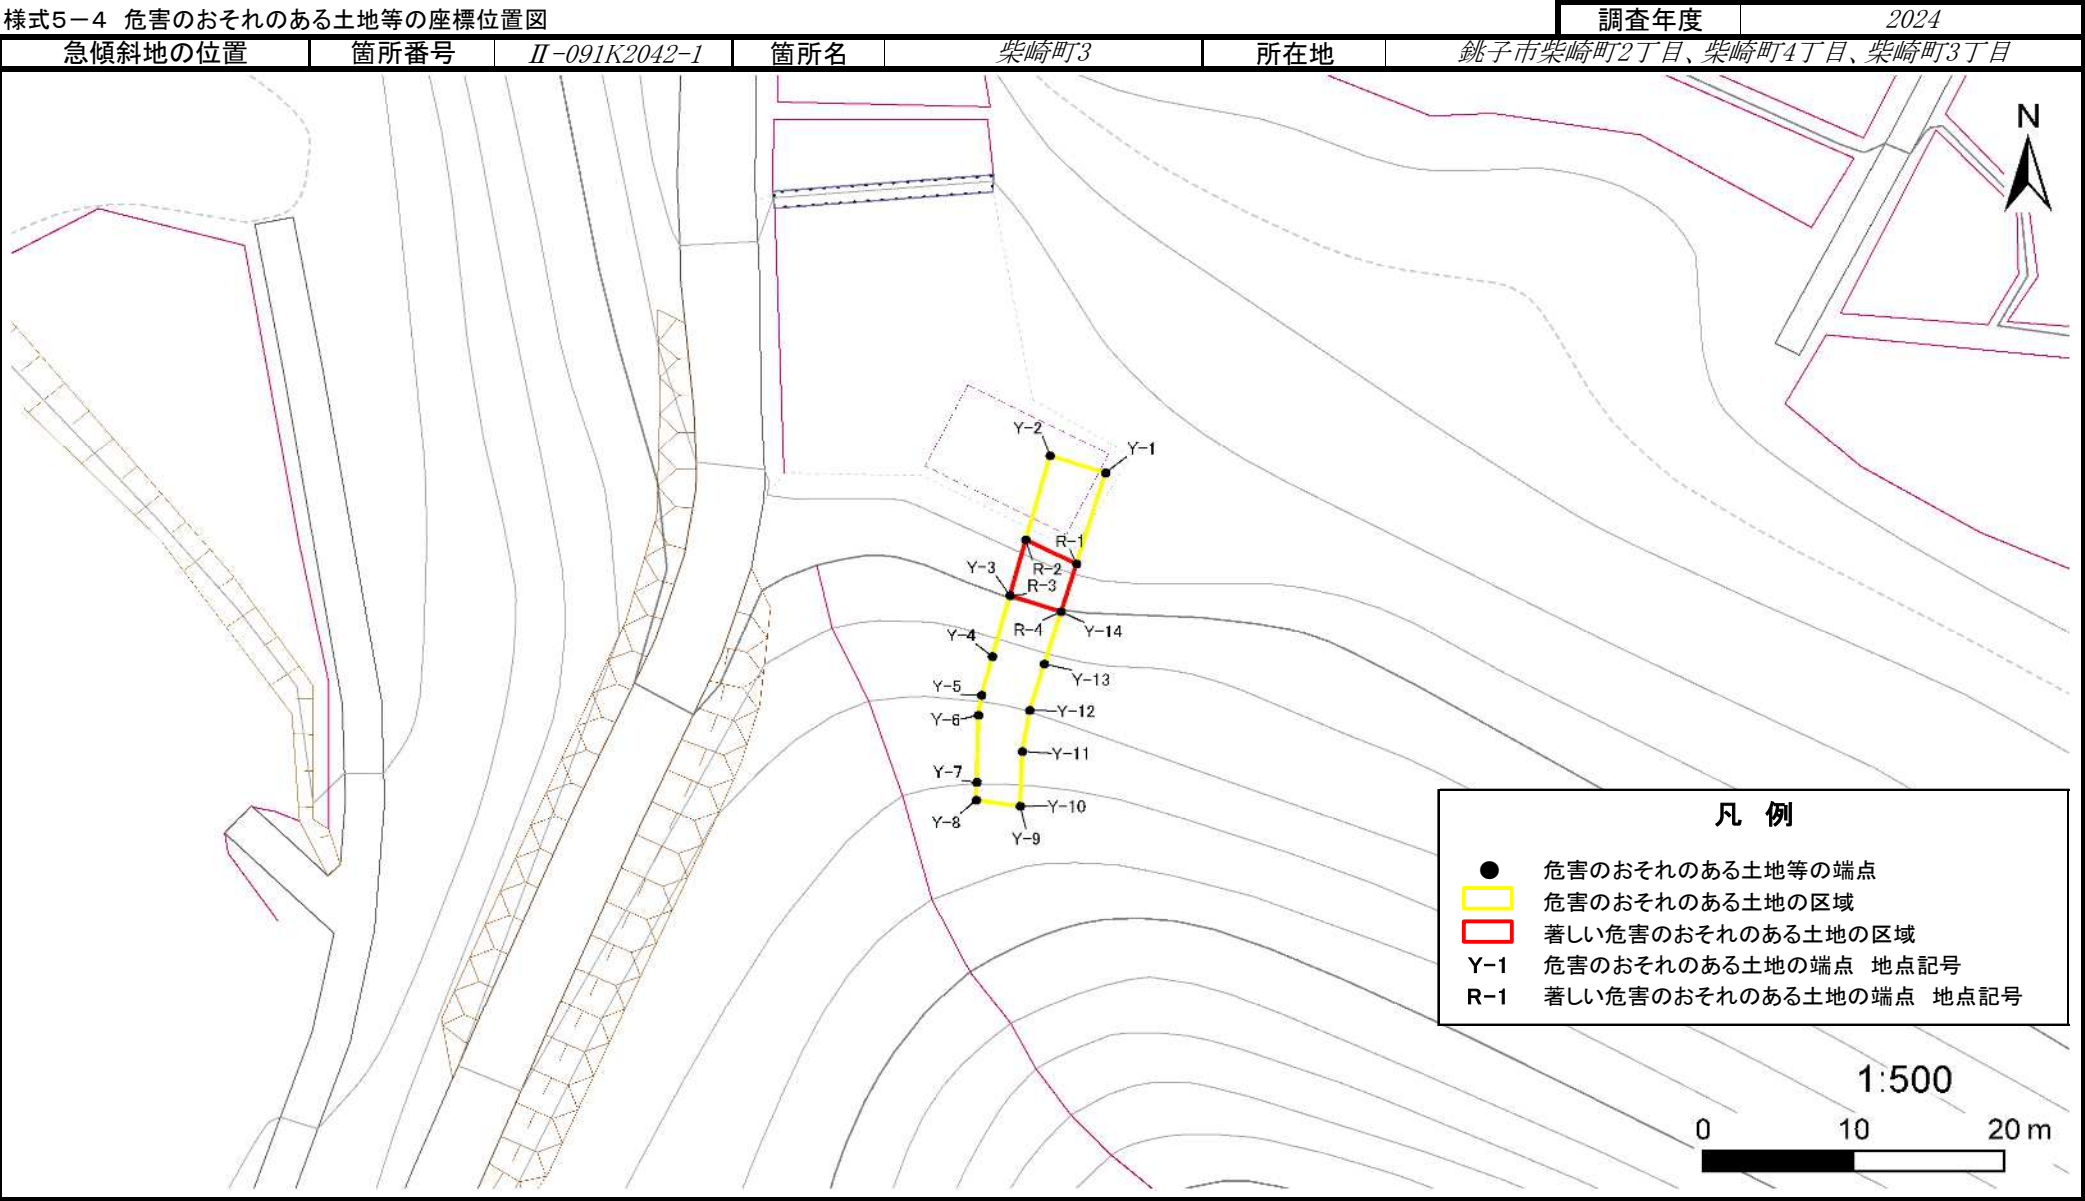 様式5－4 危害のおそれのある土地等の座標位置図
調査年度 2024
急傾斜地の位置 箇所番号 Ⅱ-091K2042-1 箇所名 柴崎町3 所在地 銚子市柴崎町2丁目、柴崎町4丁目、柴崎町3丁目
N
Y-2
Y-1
R-1
R-2
Y-3
R-3
R-4
Y-14
Y-4
Y-13
Y-5
Y-6
Y-12
Y-11
Y-7
Y-8
Y-10
Y-9
凡 例
危害のおそれのある土地等の端点
危害のおそれのある土地の区域
著しい危害のおそれのある土地の区域
Y-1 危害のおそれのある土地の端点 地点記号
R-1 著しい危害のおそれのある土地の端点 地点記号
1:500
0 10 20 m